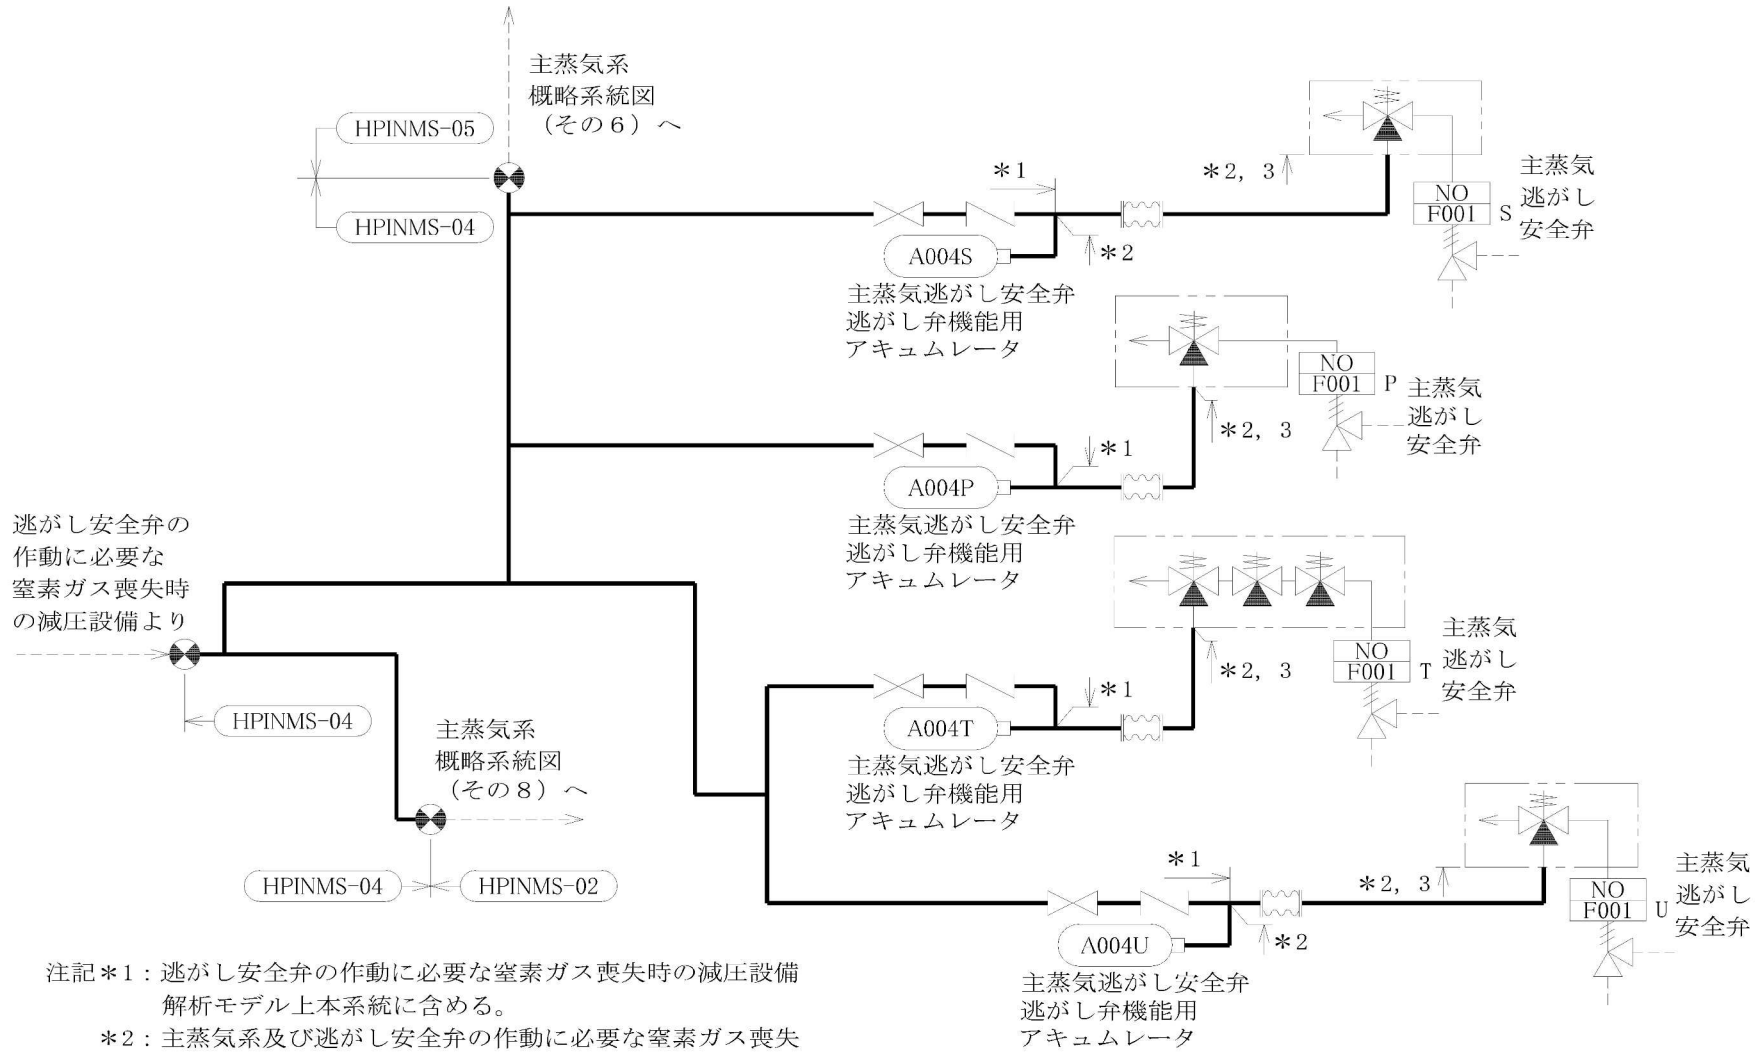 主蒸気系
概略系統図
（その６）へ
HPINMS-05
HPINMS-04
＊1
＊2, 3
主蒸気
逃がし
安全弁
NO
F001 S
A004S
＊2
主蒸気逃がし安全弁
逃がし弁機能用
アキュムレータ
NO
F001 P
主蒸気
逃がし
安全弁
＊2, 3
＊1
A004P
主蒸気逃がし安全弁
逃がし弁機能用
アキュムレータ
逃がし安全弁の
作動に必要な
窒素ガス喪失時
の減圧設備より
HPINMS-04
主蒸気
逃がし
安全弁
NO
F001 T
＊2, 3
＊1
A004T
主蒸気逃がし安全弁
逃がし弁機能用
アキュムレータ
主蒸気系
概略系統図
（その８）へ
HPINMS-04
HPINMS-02
＊1
＊2, 3
主蒸気
逃がし
安全弁
NO
F001 U
A004U
＊2
主蒸気逃がし安全弁
逃がし弁機能用
アキュムレータ
注記＊1：逃がし安全弁の作動に必要な窒素ガス喪失時の減圧設備
解析モデル上本系統に含める。
＊2：主蒸気系及び逃がし安全弁の作動に必要な窒素ガス喪失